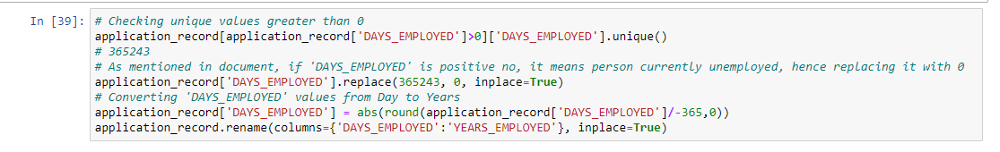 In [39]: # Checking unique values greater than 0
application_record[application_record['DAYS_EMPLOYED']>0]['DAYS_EMPLOYED'].unique()
# 365243
# As mentioned in document, if 'DAYS_EMPLOYED' is positive no, it means person currently unemployed, hence replacing it with 0
application_record['DAYS_EMPLOYED'].replace(365243, 0, inplace=True)
# Converting 'DAYS_EMPLOYED' values from Day to Years
application_record['DAYS_EMPLOYED'] = abs(round(application_record['DAYS_EMPLOYED']/-365,0))
application_record.rename(columns={'DAYS_EMPLOYED':'YEARS_EMPLOYED'}, inplace=True)